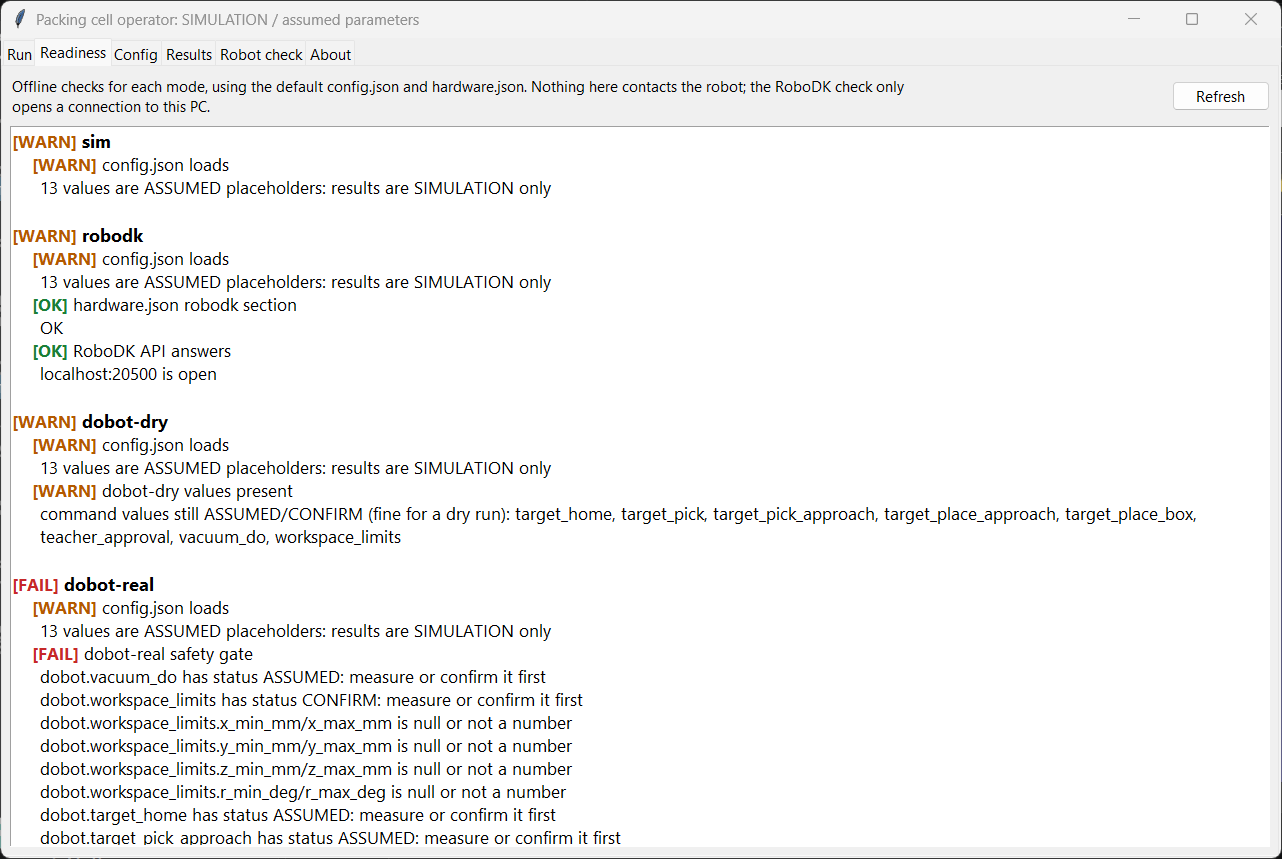 Packing cell operator: SIMULATION / assumed parameters
Run Readiness Config Results Robot check About
Offline checks for each mode, using the default config.json and hardware.json. Nothing here contacts the robot; the RoboDK check only
opens a connection to this PC.
Refresh
[WARN] sim
[WARN] config.json loads
13 values are ASSUMED placeholders: results are SIMULATION only
[WARN] robodk
[WARN] config.json loads
13 values are ASSUMED placeholders: results are SIMULATION only
[OK] hardware.json robodk section
OK
[OK] RoboDK API answers
localhost:20500 is open
[WARN] dobot-dry
[WARN] config.json loads
13 values are ASSUMED placeholders: results are SIMULATION only
[WARN] dobot-dry values present
command values still ASSUMED/CONFIRM (fine for a dry run): target_home, target_pick, target_pick_approach, target_place_approach, target_place_box,
teacher_approval, vacuum_do, workspace_limits
[FAIL] dobot-real
[WARN] config.json loads
13 values are ASSUMED placeholders: results are SIMULATION only
[FAIL] dobot-real safety gate
dobot.vacuum_do has status ASSUMED: measure or confirm it first
dobot.workspace_limits has status CONFIRM: measure or confirm it first
dobot.workspace_limits.x_min_mm/x_max_mm is null or not a number
dobot.workspace_limits.y_min_mm/y_max_mm is null or not a number
dobot.workspace_limits.z_min_mm/z_max_mm is null or not a number
dobot.workspace_limits.r_min_deg/r_max_deg is null or not a number
dobot.target_home has status ASSUMED: measure or confirm it first
dobot.target_pick_approach has status ASSUMED: measure or confirm it first